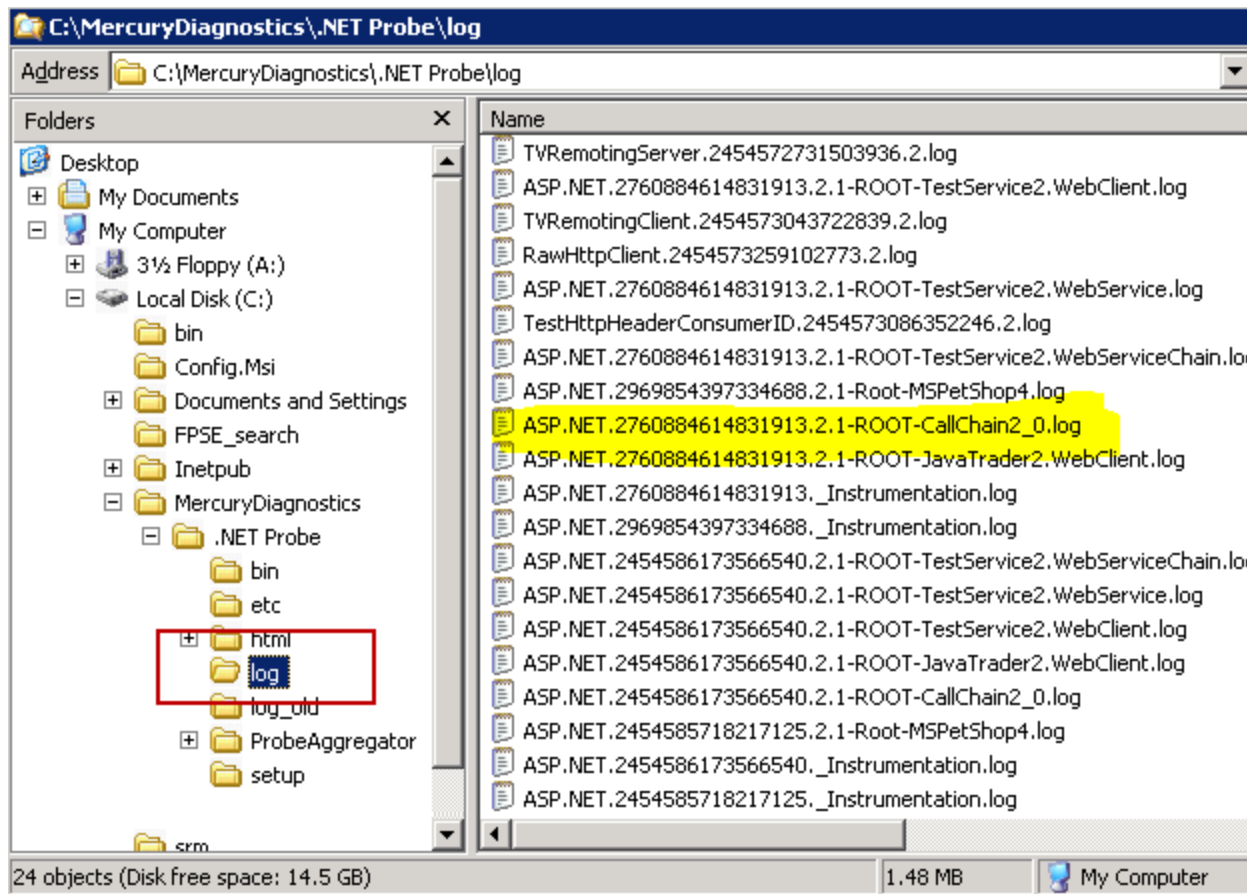 C:\MercuryDiagnostics\.NET Probe\log
Address C:\MercuryDiagnostics\.NET Probe\log
Folders
Desktop
My Documents
My Computer
3½ Floppy (A:)
Local Disk (C:)
bin
Config.Msi
Documents and Settings
FPSE_search
Inetpub
MercuryDiagnostics
.NET Probe
bin
etc
html
log
log_old
ProbeAggregator
setup
srm
Name
TVRemotingServer.2454572731503936.2.log
ASP.NET.2760884614831913.2.1-ROOT-TestService2.WebClient.log
TVRemotingClient.2454573043722839.2.log
RawHttpClient.2454573259102773.2.log
ASP.NET.2760884614831913.2.1-ROOT-TestService2.WebService.log
TestHttpHeaderConsumerID.2454573086352246.2.log
ASP.NET.2760884614831913.2.1-ROOT-TestService2.WebServiceChain.lo
ASP.NET.2969854397334688.2.1-Root-MSPetShop4.log
ASP.NET.2760884614831913.2.1-ROOT-CallChain2_0.log
ASP.NET.2760884614831913.2.1-ROOT-JavaTrader2.WebClient.log
ASP.NET.2760884614831913._Instrumentation.log
ASP.NET.2969854397334688._Instrumentation.log
ASP.NET.2454586173566540.2.1-ROOT-TestService2.WebServiceChain.lo
ASP.NET.2454586173566540.2.1-ROOT-TestService2.WebService.log
ASP.NET.2454586173566540.2.1-ROOT-TestService2.WebClient.log
ASP.NET.2454586173566540.2.1-ROOT-JavaTrader2.WebClient.log
ASP.NET.2454586173566540.2.1-ROOT-CallChain2_0.log
ASP.NET.2454585718217125.2.1-Root-MSPetShop4.log
ASP.NET.2454586173566540._Instrumentation.log
ASP.NET.2454585718217125._Instrumentation.log
24 objects (Disk free space: 14.5 GB) 1.48 MB My Computer